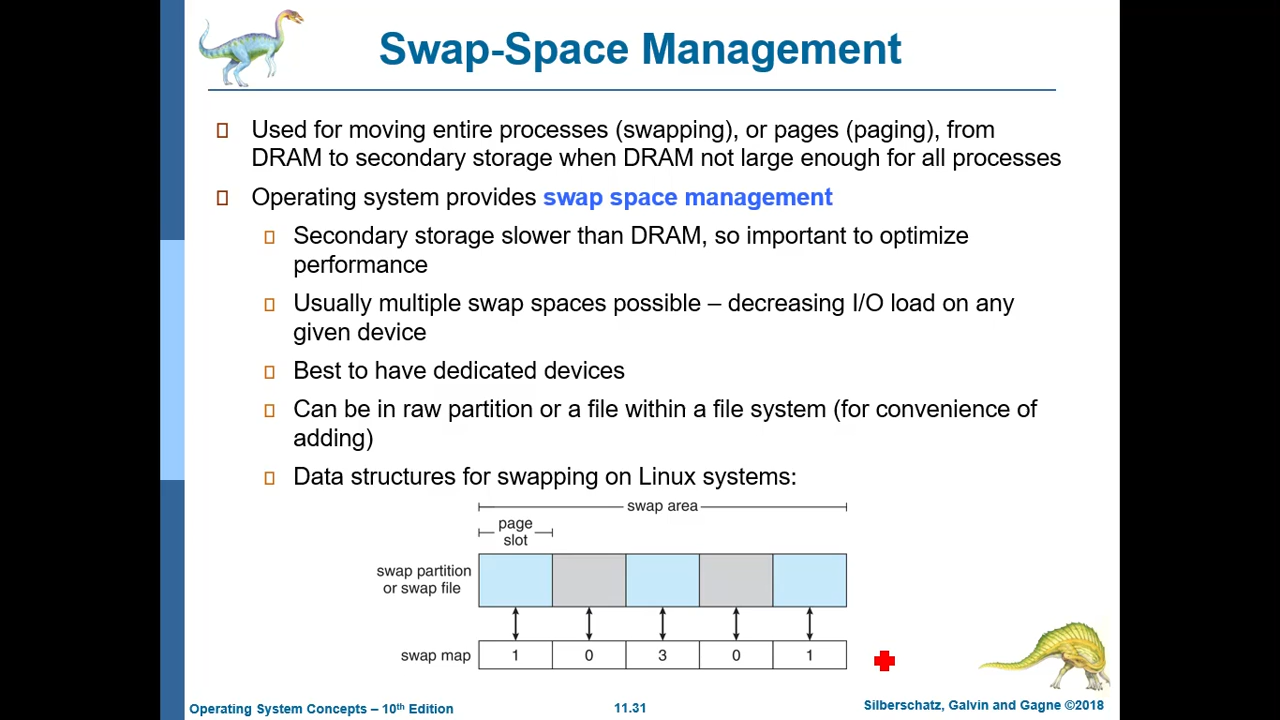 Swap-Space Management
Used for moving entire processes (swapping), or pages (paging), from
DRAM to secondary storage when DRAM not large enough for all processes
Operating system provides swap space management
Secondary storage slower than DRAM, so important to optimize
performance
Usually multiple swap spaces possible – decreasing I/O load on any
given device
Best to have dedicated devices
Can be in raw partition or a file within a file system (for convenience of
adding)
Data structures for swapping on Linux systems:
swap area
page
slot
swap partition
or swap file
swap map 1 0 3 0 1
Operating System Concepts – 10th Edition
11.31
Silberschatz, Galvin and Gagne ©2018